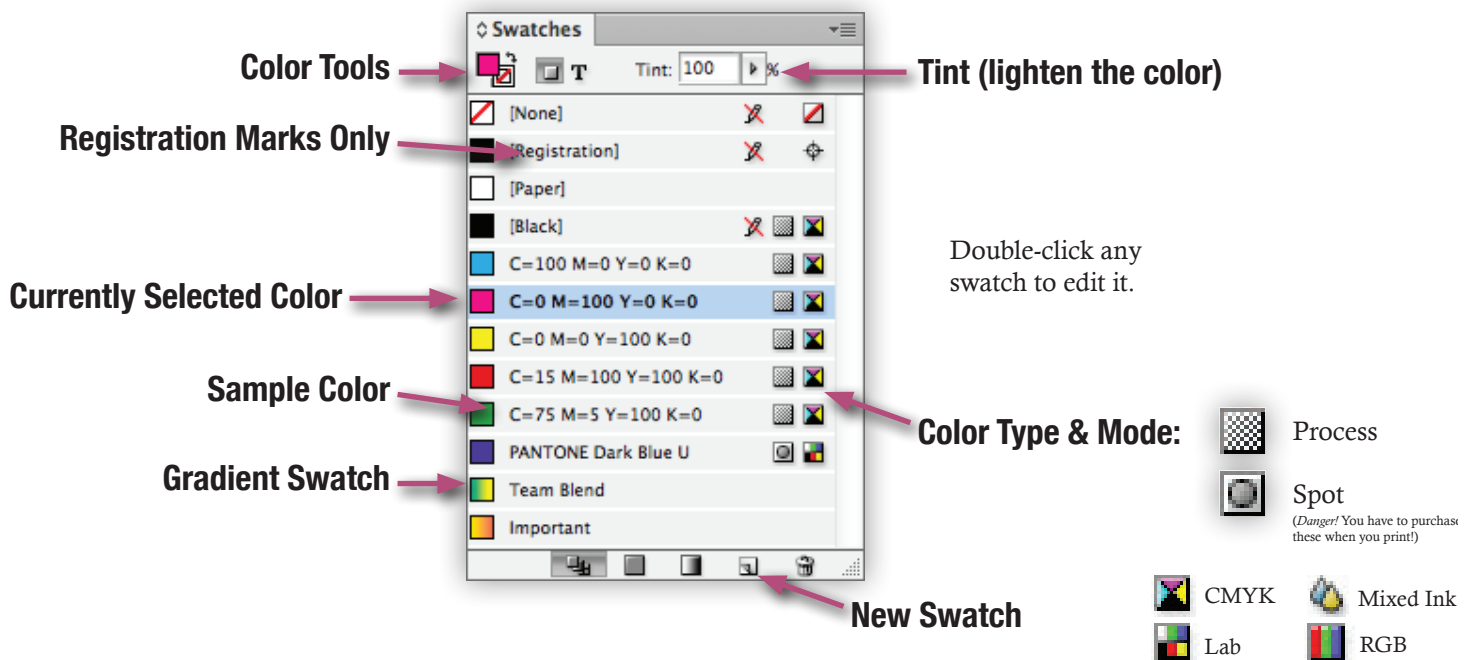 Swatches
Color Tools
T
Tint: 100 %
Tint (lighten the color)
[None]
Registration Marks Only
[Registration]
[Paper]
[Black]
Double-click any
swatch to edit it.
C=100 M=0 Y=0 K=0
Currently Selected Color
C=0 M=100 Y=0 K=0
C=0 M=0 Y=100 K=0
Sample Color
C=15 M=100 Y=100 K=0
C=75 M=5 Y=100 K=0
Color Type & Mode:
Process
PANTONE Dark Blue U
Gradient Swatch
Team Blend
Spot
(Danger! You have to purchase
these when you print!)
Important
New Swatch
CMYK
Mixed Ink
Lab
RGB